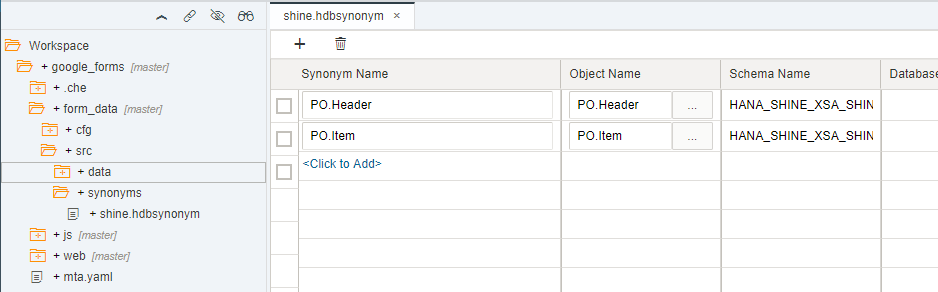 shine.hdbsynonym ×
Workspace
+ google_forms [master]
+ .che
+ form_data [master]
+ cfg
+ src
+ data
+ synonyms
+ shine.hdbsynonym
+ js [master]
+ web [master]
+ mta.yaml
Synonym Name Object Name Schema Name Database
PO.Header PO.Header ... HANA_SHINE_XSA_SHIN
PO.Item PO.Item ... HANA_SHINE_XSA_SHIN
<Click to Add>